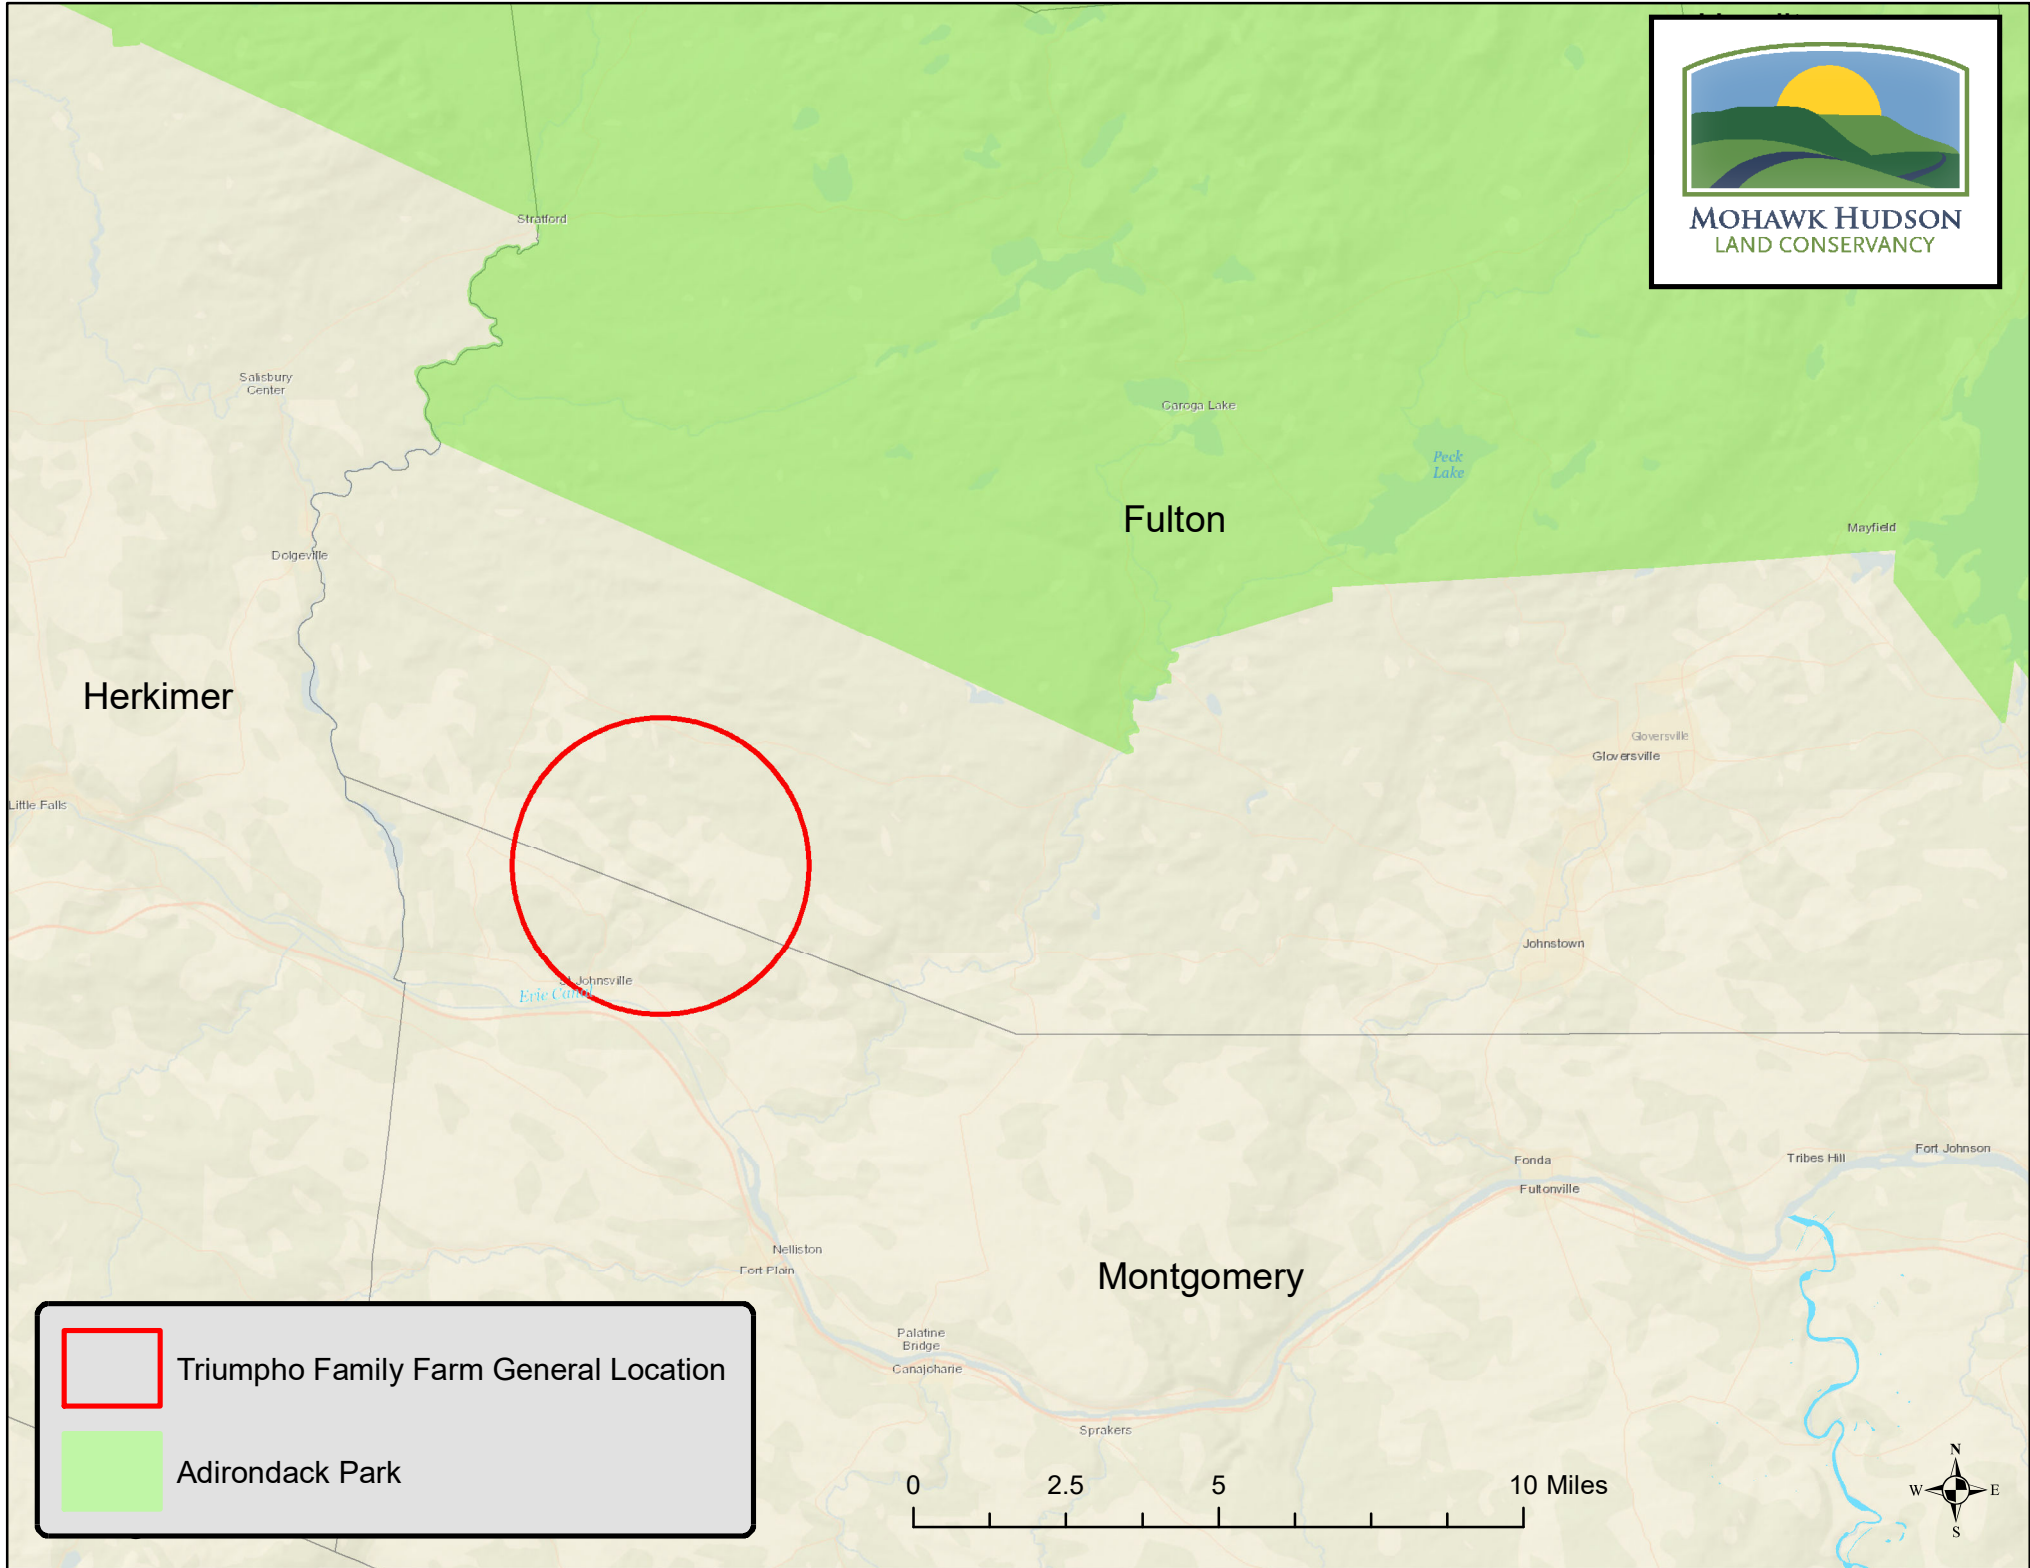 MOHAWK HUDSON
LAND CONSERVANCY
Stratford
Salisbury
Center
Caroga Lake
Peck
Lake
Fulton
Mayfield
Dolgeville
Herkimer
Gloversville
Gloversville
Little Falls
Johnstown
St Johnsville
Erie Canal
Fonda
Fultonville
Tribes Hill
Fort Johnson
Nelliston
Fort Plain
Montgomery
Palatine
Bridge
Canajoharie
Sprakers
Triumpho Family Farm General Location
Adirondack Park
0 2.5 5 10 Miles
N
W E
S